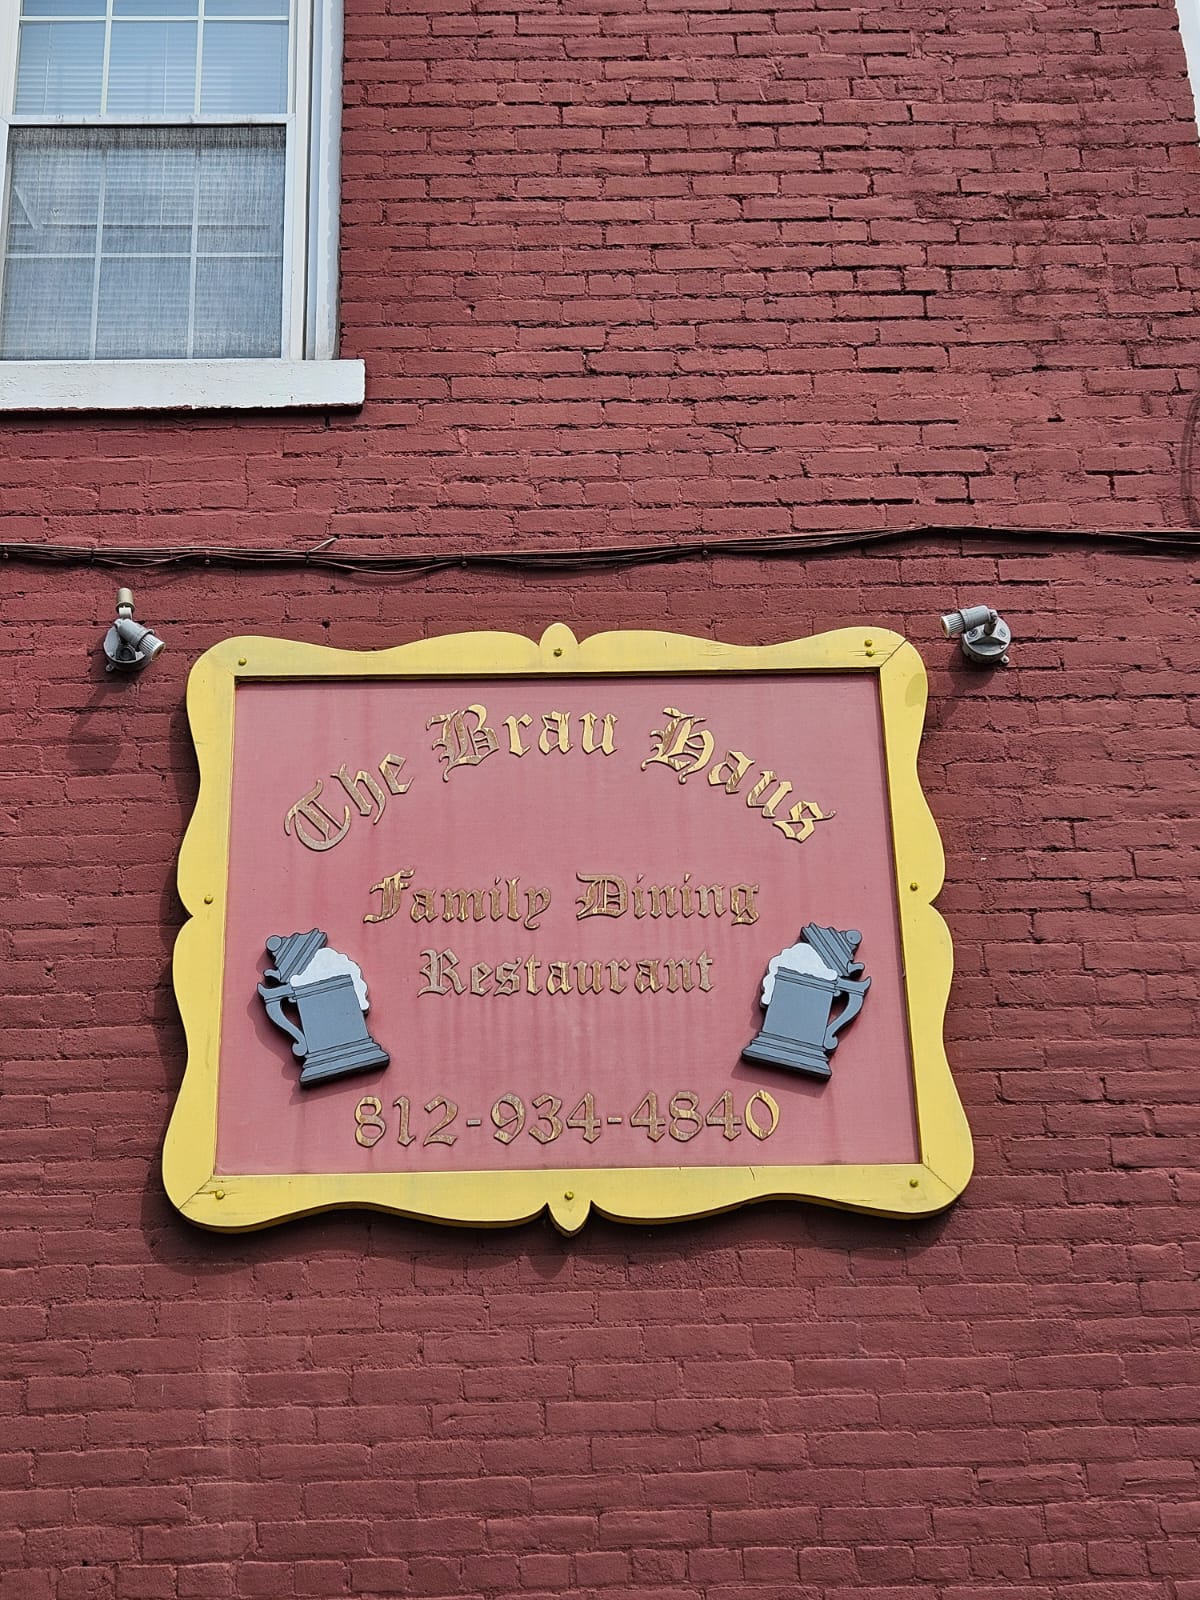 The Brau Haus
Family Dining
Restaurant
812-934-4840